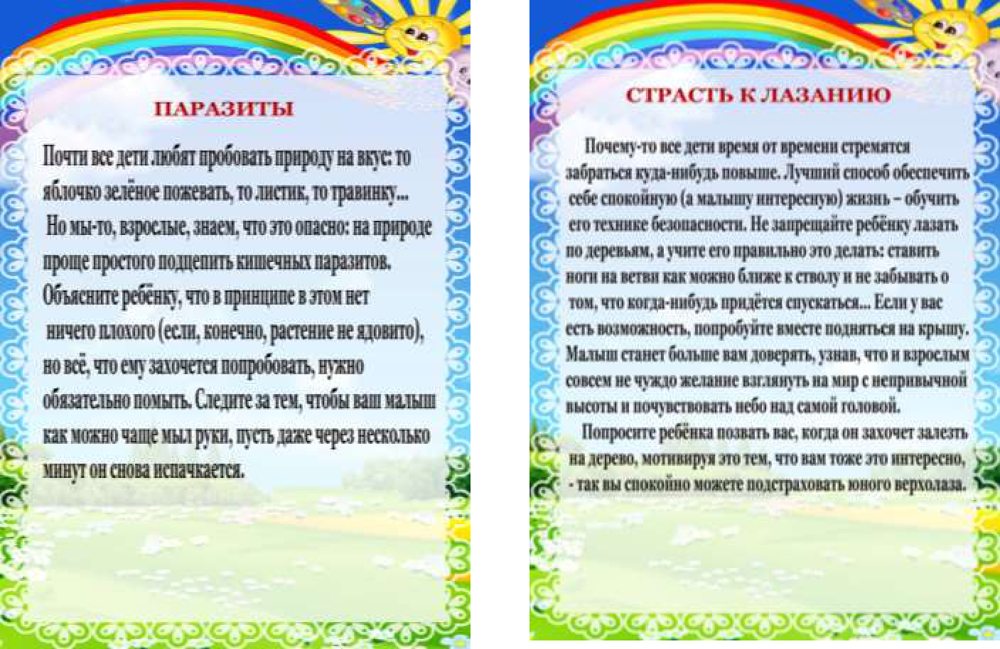 ПАРАЗИТЫ
Почти все дети любят пробовать природу на вкус: то
яблочко зелёное пожевать, то листик, то травинку...
Но мы-то, взрослые, знаем, что это опасно: на природе
проще простого подцепить кишечных паразитов.
Объясните ребёнку, что в принципе в этом нет
ничего плохого (если, конечно, растение не ядовито),
но всё, что ему захочется попробовать, нужно
обязательно помыть. Следите за тем, чтобы ваш малыш
как можно чаще мыл руки, пусть даже через несколько
минут он снова испачкается.
СТРАСТЬ К ЛАЗАНИЮ
Почему-то все дети время от времени стремятся
забраться куда-нибудь повыше. Лучший способ обеспечить
себе спокойную (а малышу интересную) жизнь – обучить
его технике безопасности. Не запрещайте ребёнку лазать
по деревьям, а учите его правильно это делать: ставить
ноги на ветви как можно ближе к стволу и не забывать о
том, что когда-нибудь придётся спускаться... Если у вас
есть возможность, попробуйте вместе подняться на крышу.
Малыш станет больше вам доверять, узнав, что и взрослым
совсем не чуждо желание взглянуть на мир с непривычной
высоты и почувствовать небо над самой головой.
Попросите ребёнка позвать вас, когда он захочет залезть
на дерево, мотивируя это тем, что вам тоже это интересно,
- так вы спокойно можете подстраховать юного верхолаза.